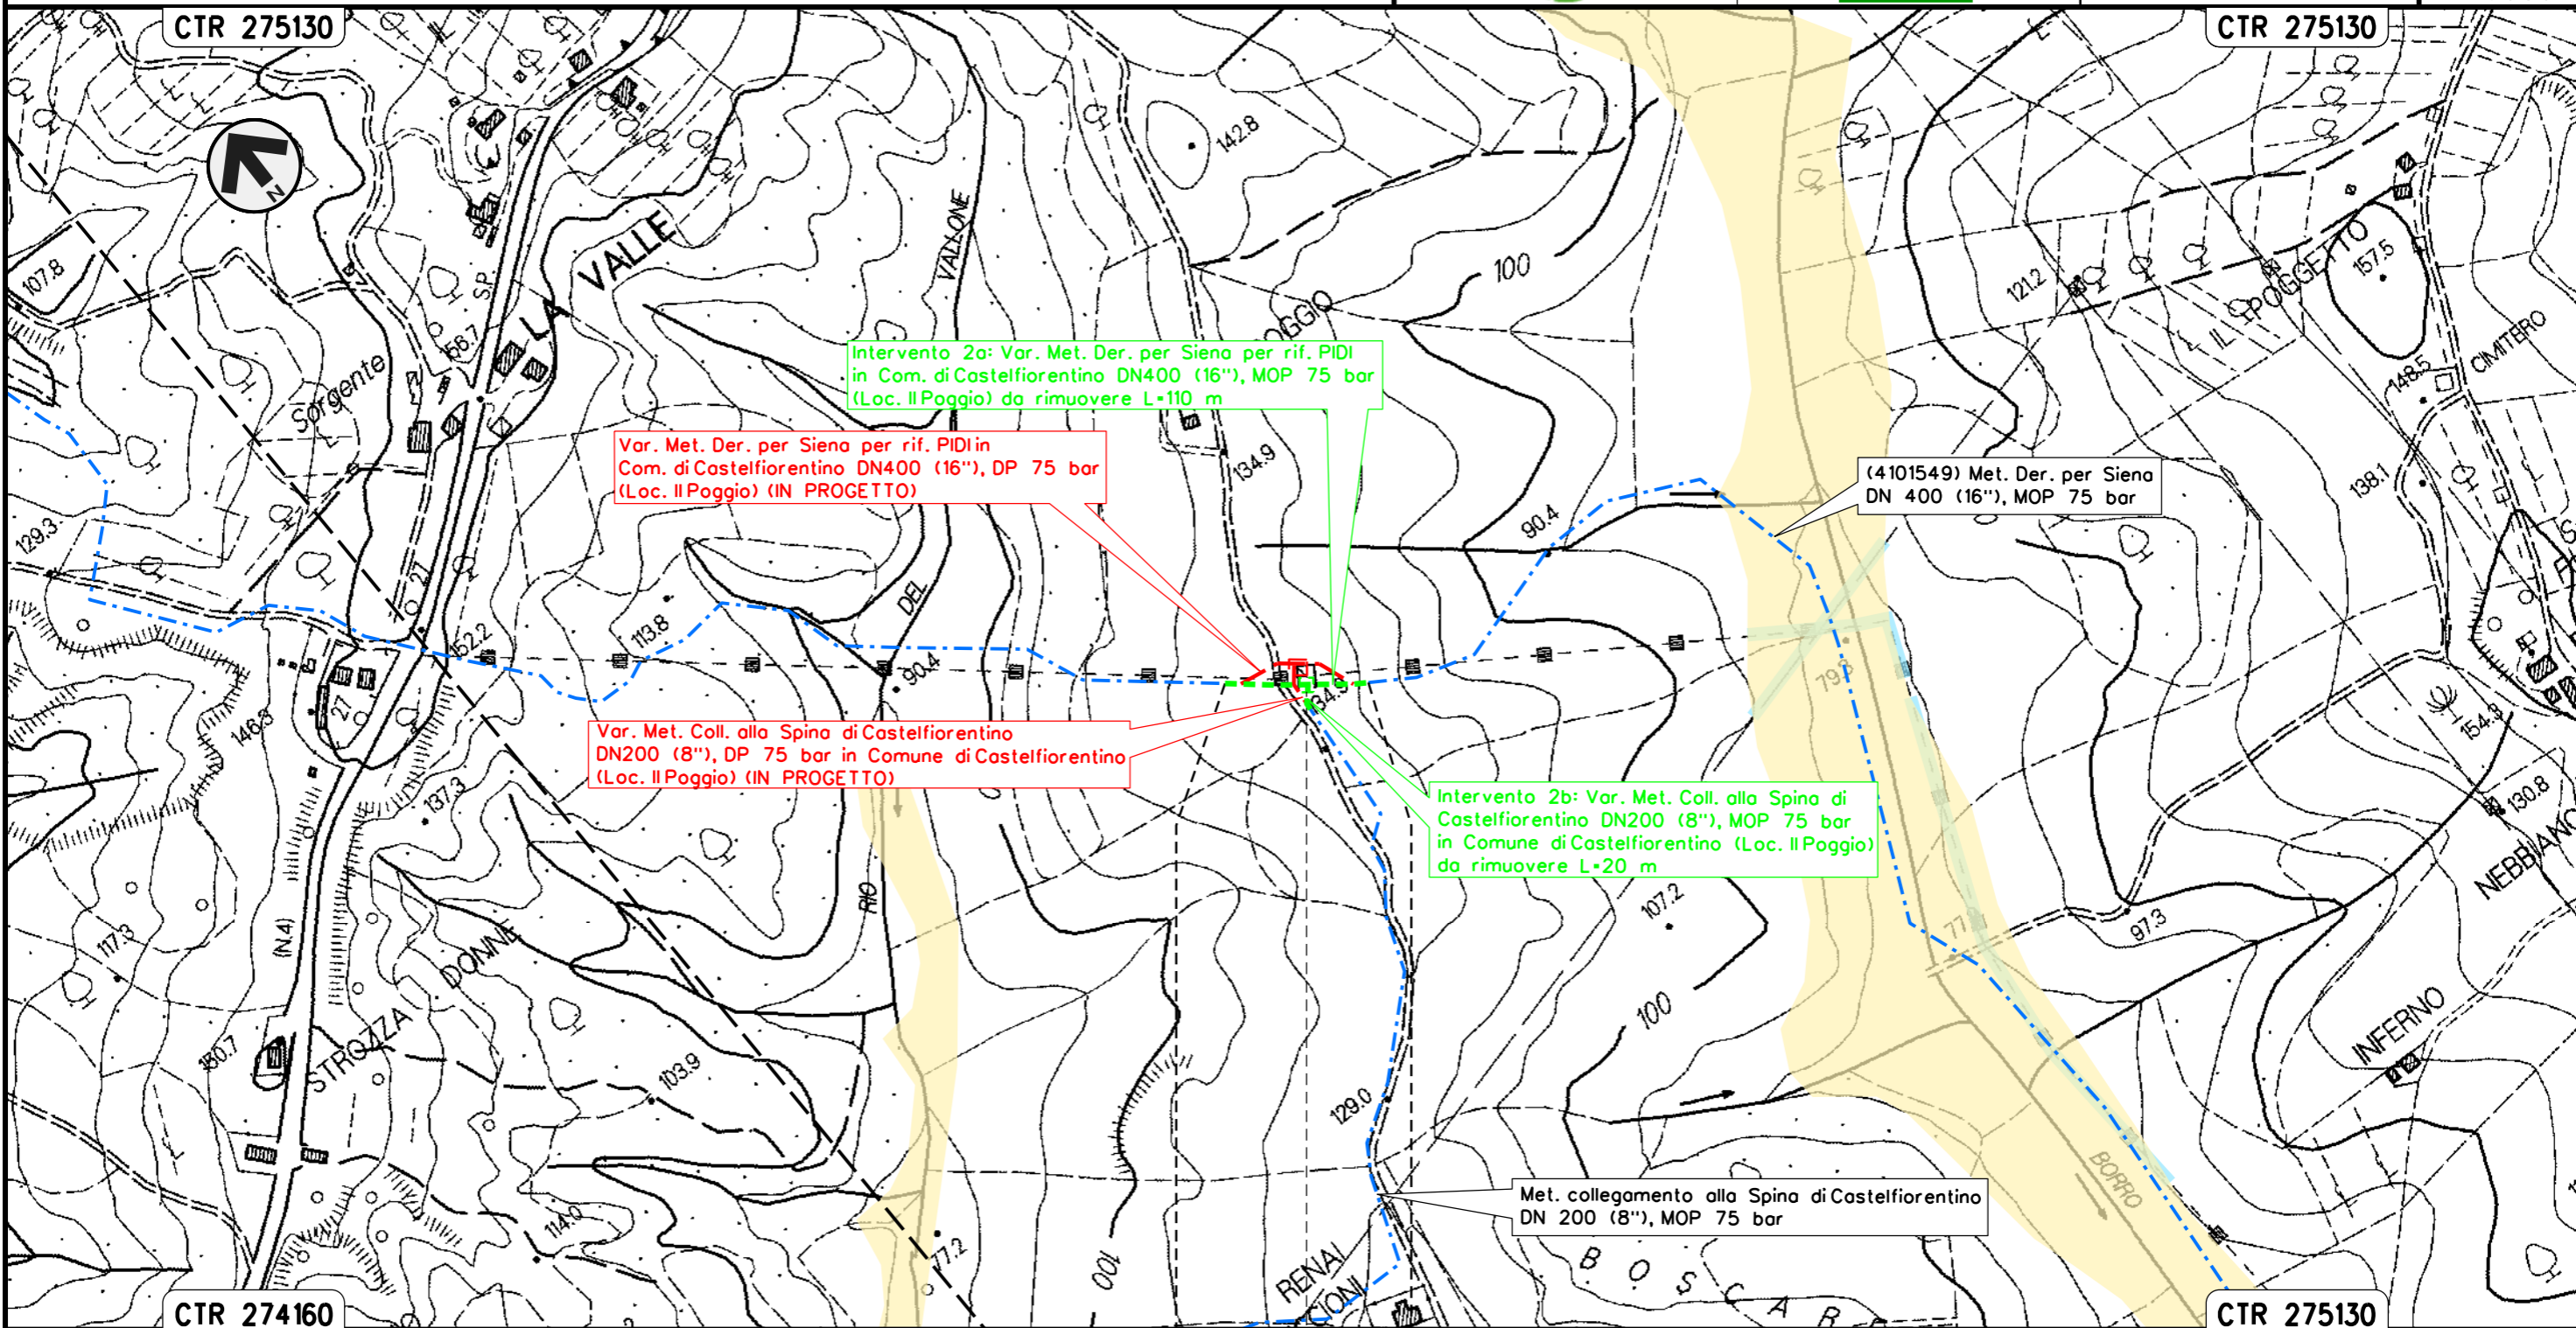 CTR 275130
CTR 275130
N
107.8
Sorgente
S.P.
158.7
LA VALLE
VALLONE
142.8
100
121.2
IL POGGETTO
157.5
CIMITERO
148.5
138.1
134.9
90.4
129.3
27
152.2
113.8
DEL
90.4
Intervento 2a: Var. Met. Der. per Siena per rif. PIDI
in Com. di Castelfiorentino DN400 (16"), MOP 75 bar
(Loc. Il Poggio) da rimuovere L=110 m
Var. Met. Der. per Siena per rif. PIDI in
Com. di Castelfiorentino DN400 (16"), DP 75 bar
(Loc. Il Poggio) (IN PROGETTO)
(4101549) Met. Der. per Siena
DN 400 (16"), MOP 75 bar
Var. Met. Coll. alla Spina di Castelfiorentino
DN200 (8"), DP 75 bar in Comune di Castelfiorentino
(Loc. Il Poggio) (IN PROGETTO)
Intervento 2b: Var. Met. Coll. alla Spina di
Castelfiorentino DN200 (8"), MOP 75 bar
in Comune di Castelfiorentino (Loc. Il Poggio)
da rimuovere L=20 m
27
146.3
137.3
154.3
130.8
NEBBIANO
RIO
107.2
97.3
117.3
(N.4)
STROZZA DONNE
103.9
100
129.0
INFERNO
BORRO
114.0
77.2
100
RENAI
Met. collegamento alla Spina di Castelfiorentino
DN 200 (8"), MOP 75 bar
CTR 274160
CTR 275130